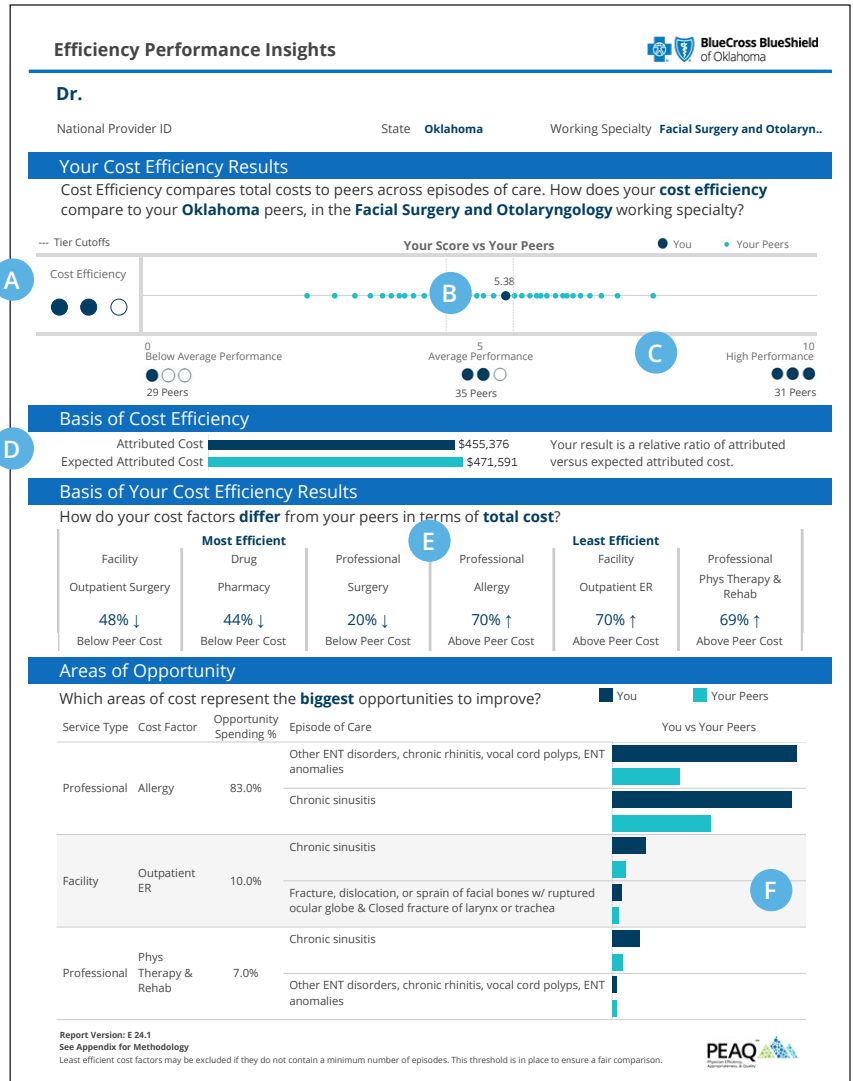 Efficiency Performance Insights
BlueCross BlueShield
of Oklahoma
Dr.
National Provider ID
State Oklahoma
Working Specialty Facial Surgery and Otolaryn..
Your Cost Efficiency Results
Cost Efficiency compares total costs to peers across episodes of care. How does your cost efficiency
compare to your Oklahoma peers, in the Facial Surgery and Otolaryngology working specialty?
--- Tier Cutoffs
Your Score vs Your Peers
You
Your Peers
A
Cost Efficiency
B
5.38
C
0
5
10
Below Average Performance
Average Performance
High Performance
29 Peers
35 Peers
31 Peers
Basis of Cost Efficiency
D
Attributed Cost
$455,376
Expected Attributed Cost
$471,591
Your result is a relative ratio of attributed
versus expected attributed cost.
Basis of Your Cost Efficiency Results
How do your cost factors differ from your peers in terms of total cost?
E
Most Efficient
Least Efficient
Facility
Drug
Professional
Professional
Facility
Professional
Outpatient Surgery
Pharmacy
Surgery
Allergy
Outpatient ER
Phys Therapy &
Rehab
48% ↓
44% ↓
20% ↓
70% ↑
70% ↑
69% ↑
Below Peer Cost
Below Peer Cost
Below Peer Cost
Above Peer Cost
Above Peer Cost
Above Peer Cost
Areas of Opportunity
Which areas of cost represent the biggest opportunities to improve?
You
Your Peers
Service Type
Cost Factor
Opportunity
Spending %
Episode of Care
You vs Your Peers
Professional
Allergy
83.0%
Other ENT disorders, chronic rhinitis, vocal cord polyps, ENT
anomalies
Chronic sinusitis
Facility
Outpatient
ER
10.0%
Chronic sinusitis
Fracture, dislocation, or sprain of facial bones w/ ruptured
ocular globe & Closed fracture of larynx or trachea
F
Professional
Phys
Therapy &
Rehab
7.0%
Chronic sinusitis
Other ENT disorders, chronic rhinitis, vocal cord polyps, ENT
anomalies
Report Version: E 24.1
See Appendix for Methodology
Least efficient cost factors may be excluded if they do not contain a minimum number of episodes. This threshold is in place to ensure a fair comparison.
PEAQ™
Physician Efficiency,
Appropriateness, & Quality